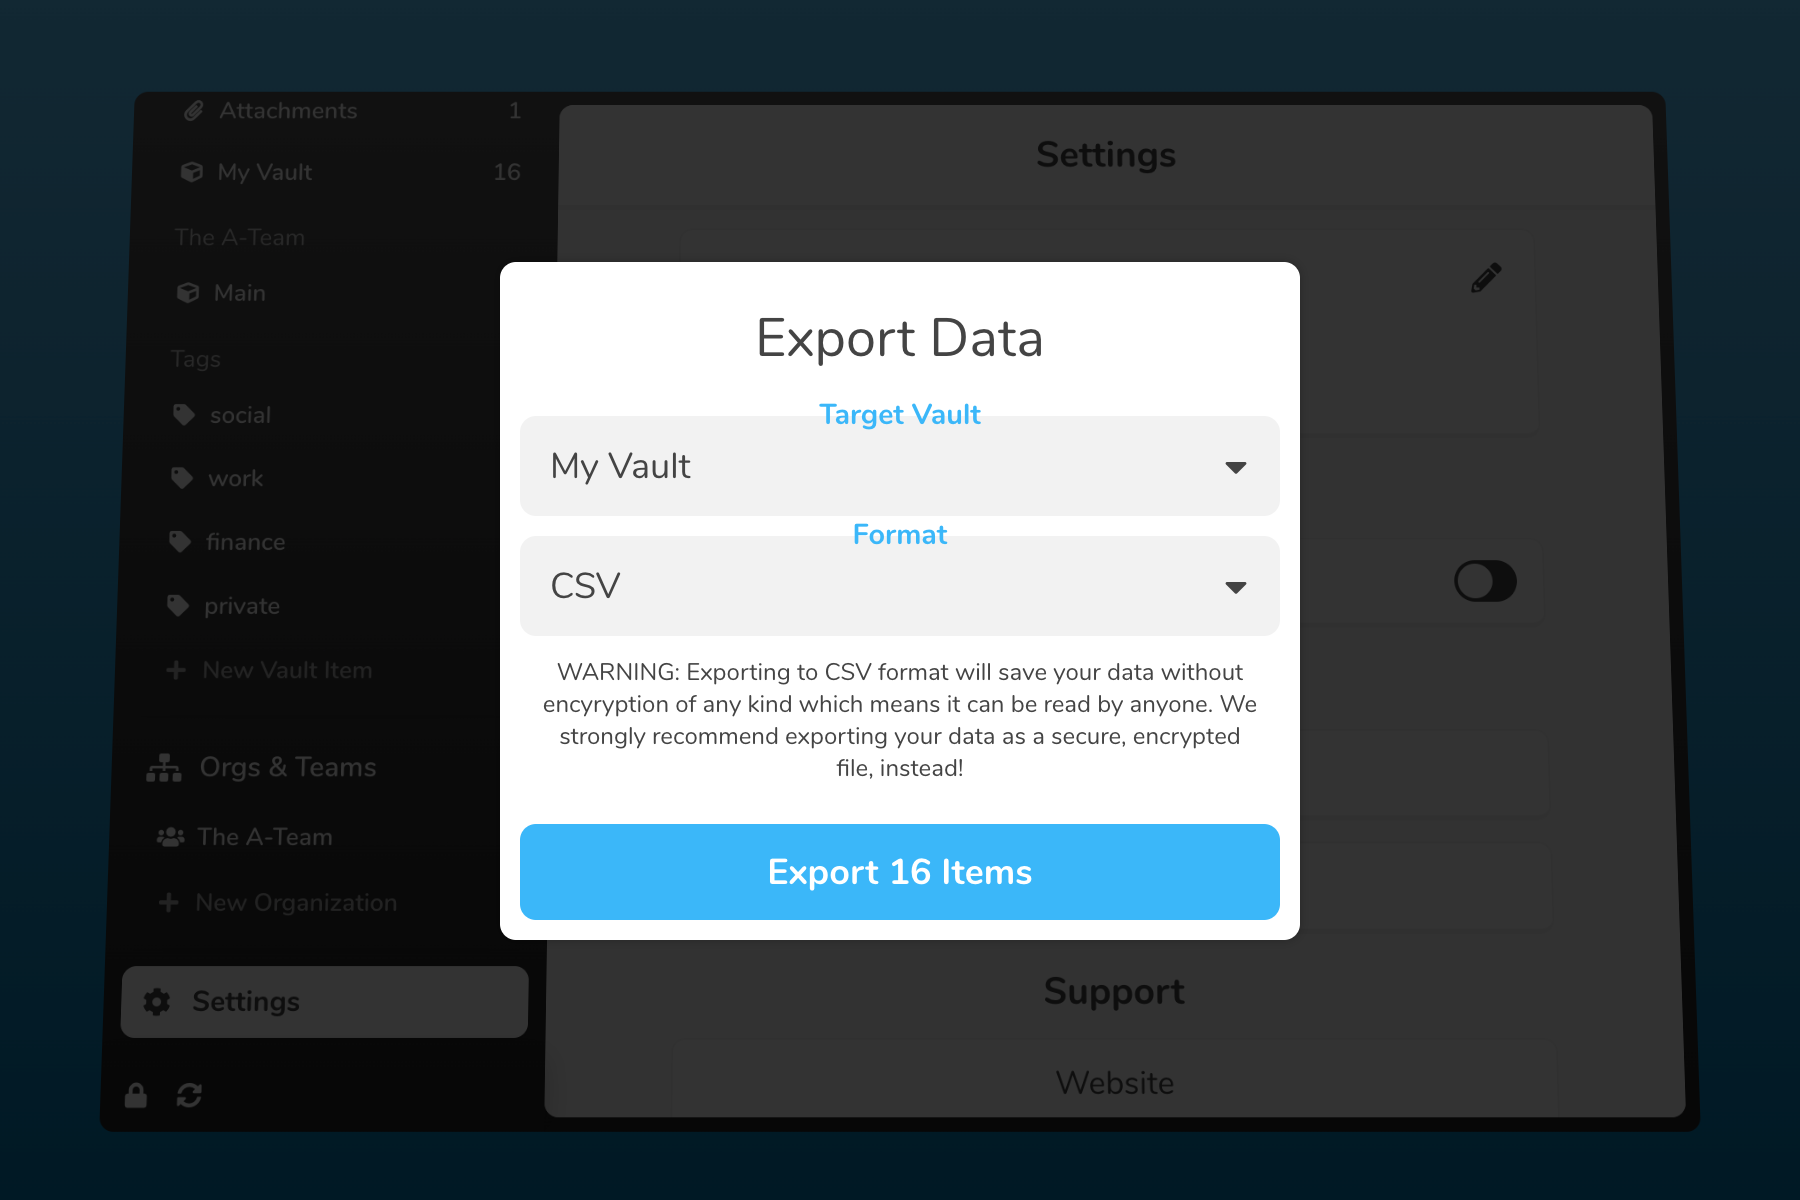 Attachments 1
My Vault 16
The A-Team
Main
Tags
social
work
finance
private
New Vault Item
Orgs & Teams
The A-Team
New Organization
Settings
Settings
Export Data
Target Vault
My Vault
Format
CSV
WARNING: Exporting to CSV format will save your data without
encyryption of any kind which means it can be read by anyone. We
strongly recommend exporting your data as a secure, encrypted
file, instead!
Export 16 Items
Support
Website